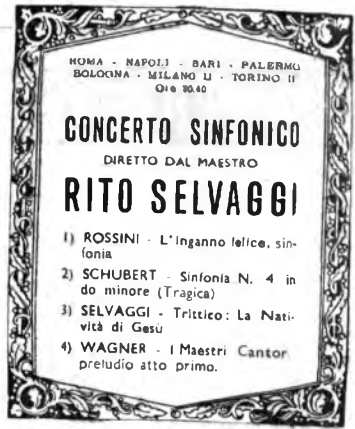 ROMA - NAPOLI - BARI - PALERMO
BOLOGNA - MILANO II - TORINO II
Ore 20.40
CONCERTO SINFONICO
DIRETTO DAL MAESTRO
RITO SELVAGGI
1) ROSSINI - L'Inganno felice, sin-
fonia
2) SCHUBERT - Sinfonia N. 4 in
do minore (Tragica)
3) SELVAGGI - Trittico: La Nati-
vità di Gesù
4) WAGNER - I Maestri Cantor
preludio atto primo.